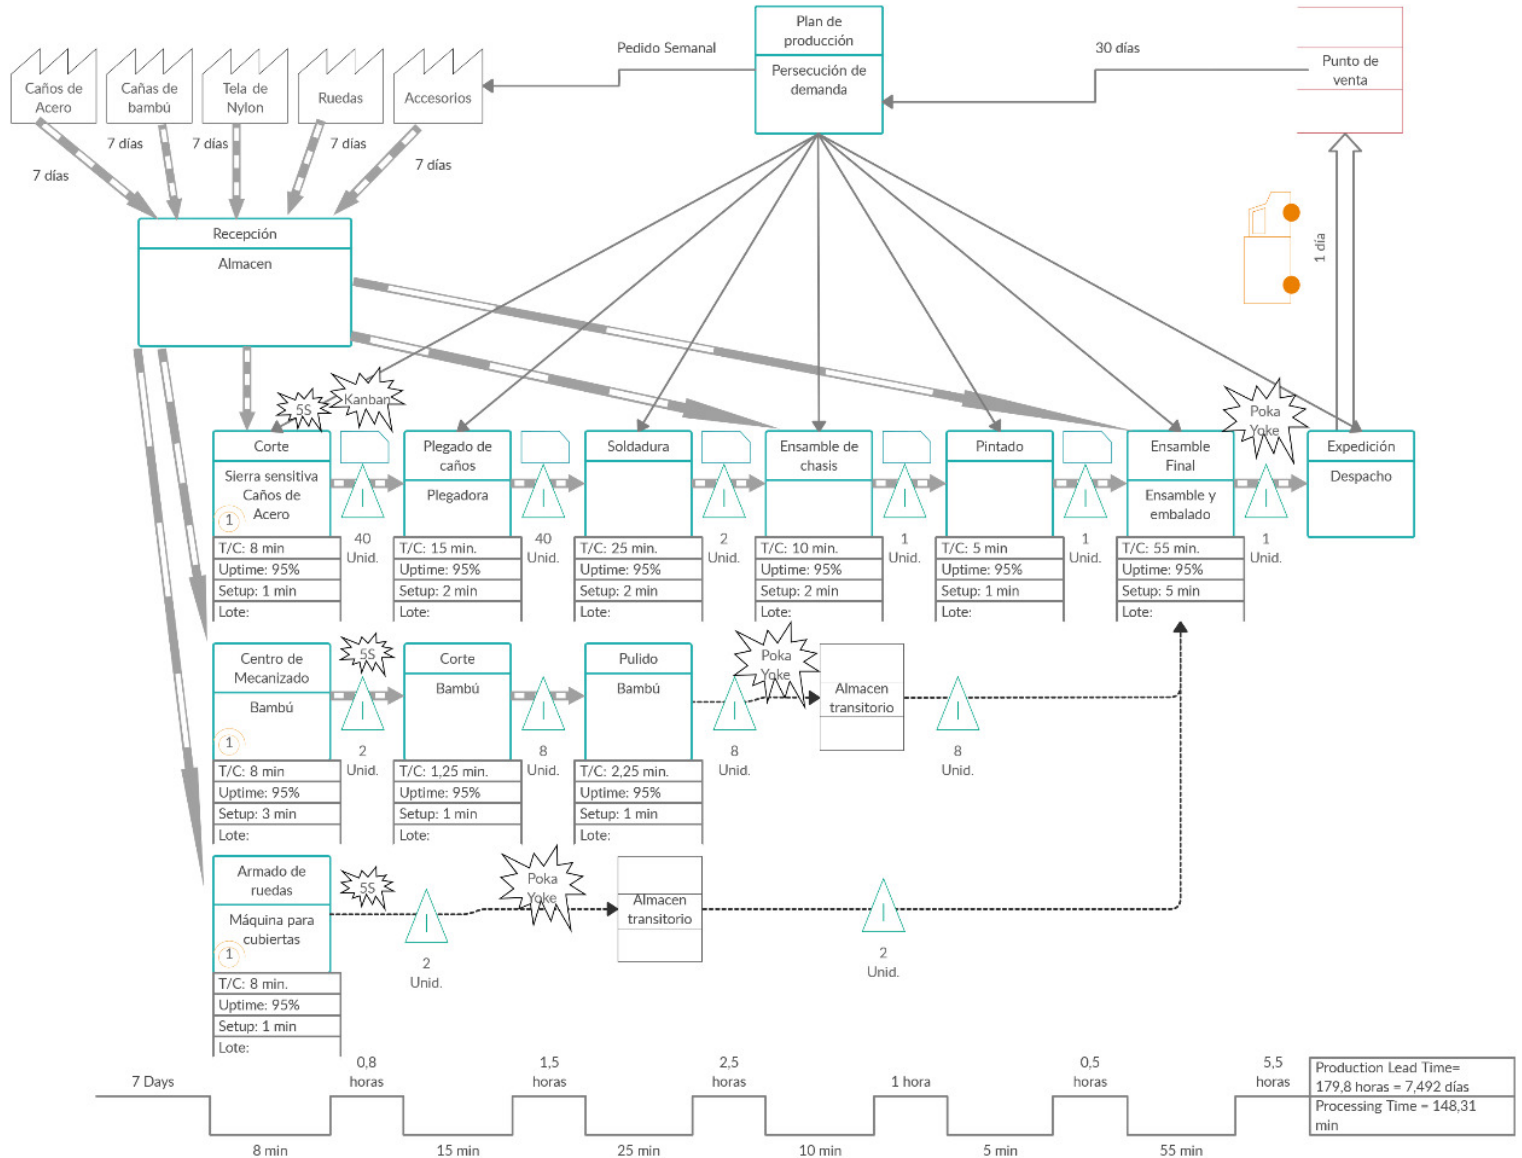 Plan de
producción
Persecución de
demanda
Pedido Semanal
30 días
Punto de
venta
Caños de
Acero
Cañas de
bambú
Tela de
Nylon
Ruedas
Accesorios
7 días
7 días
7 días
7 días
7 días
Recepción
Almacen
1 día
5S
Kanban
Poka
Yoke
Corte
Sierra sensitiva
Caños de
Acero
1
T/C: 8 min
Uptime: 95%
Setup: 1 min
Lote:
40
Unid.
Plegado de
caños
Plegadora
T/C: 15 min.
Uptime: 95%
Setup: 2 min
Lote:
40
Unid.
Soldadura
T/C: 25 min.
Uptime: 95%
Setup: 2 min
Lote:
2
Unid.
Ensamble de
chasis
T/C: 10 min.
Uptime: 95%
Setup: 2 min
Lote:
1
Unid.
Pintado
T/C: 5 min
Uptime: 95%
Setup: 1 min
Lote:
1
Unid.
Ensamble
Final
Ensamble y
embalado
T/C: 55 min.
Uptime: 95%
Setup: 5 min
Lote:
1
Unid.
Expedición
Despacho
Centro de
Mecanizado
Bambú
1
T/C: 8 min
Uptime: 95%
Setup: 3 min
Lote:
5S
2
Unid.
Corte
Bambú
T/C: 1,25 min.
Uptime: 95%
Setup: 1 min
Lote:
8
Unid.
Pulido
Bambú
T/C: 2,25 min.
Uptime: 95%
Setup: 1 min
Lote:
Poka
Yoke
8
Unid.
Almacen
transitorio
8
Unid.
Armado de
ruedas
Máquina para
cubiertas
1
T/C: 8 min.
Uptime: 95%
Setup: 1 min
Lote:
5S
2
Unid.
Poka
Yoke
Almacen
transitorio
2
Unid.
7 Days
0,8
horas
1,5
horas
2,5
horas
1 hora
0,5
horas
5,5
horas
8 min
15 min
25 min
10 min
5 min
55 min
Production Lead Time=
179,8 horas = 7,492 días
Processing Time = 148,31
min